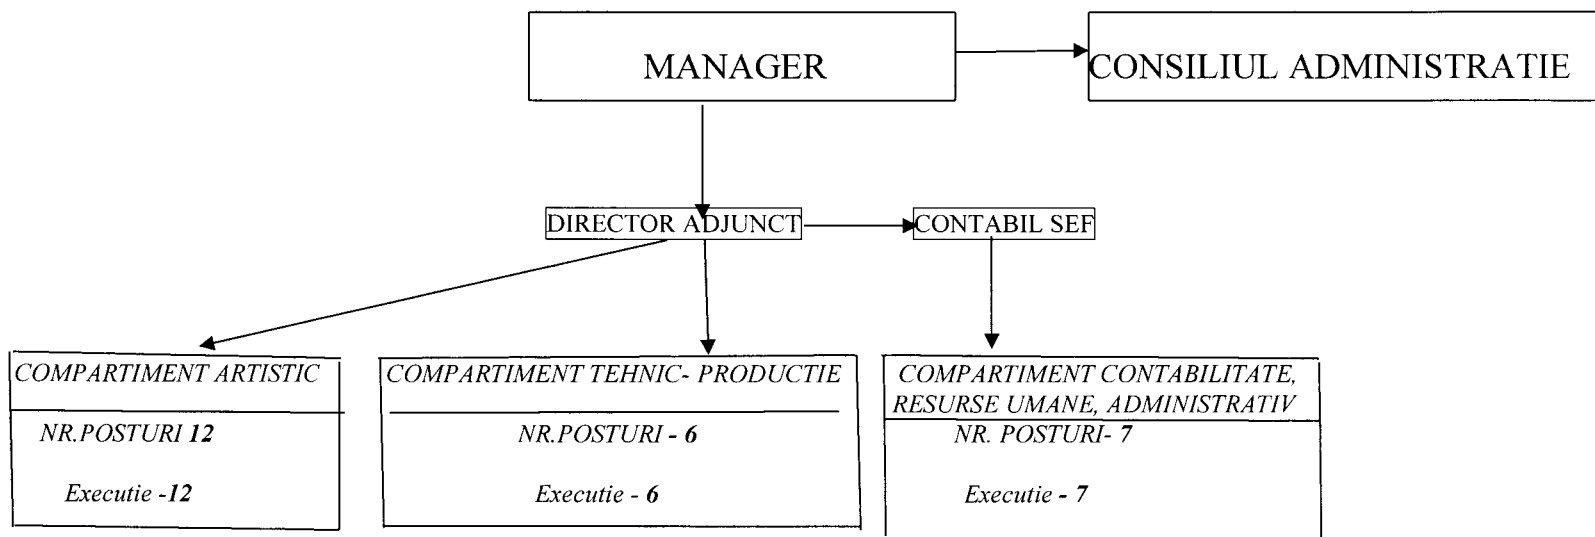 MANAGER
CONSILIUL ADMINISTRATIE
DIRECTOR ADJUNCT
CONTABIL SEF
COMPARTIMENT ARTISTIC
NR.POSTURI 12
Executie -12
COMPARTIMENT TEHNIC- PRODUCTIE
NR.POSTURI - 6
Executie - 6
COMPARTIMENT CONTABILITATE,
RESURSE UMANE, ADMINISTRATIV
NR. POSTURI- 7
Executie - 7